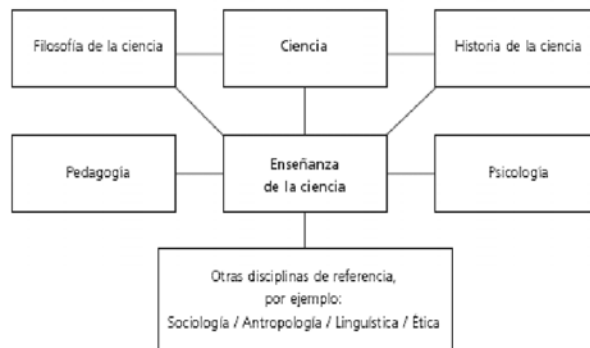 Filosofía de la ciencia
Ciencia
Historia de la ciencia
Pedagogía
Enseñanza
de la ciencia
Psicología
Otras disciplinas de referencia,
por ejemplo:
Sociología / Antropología / Linguística / Ética